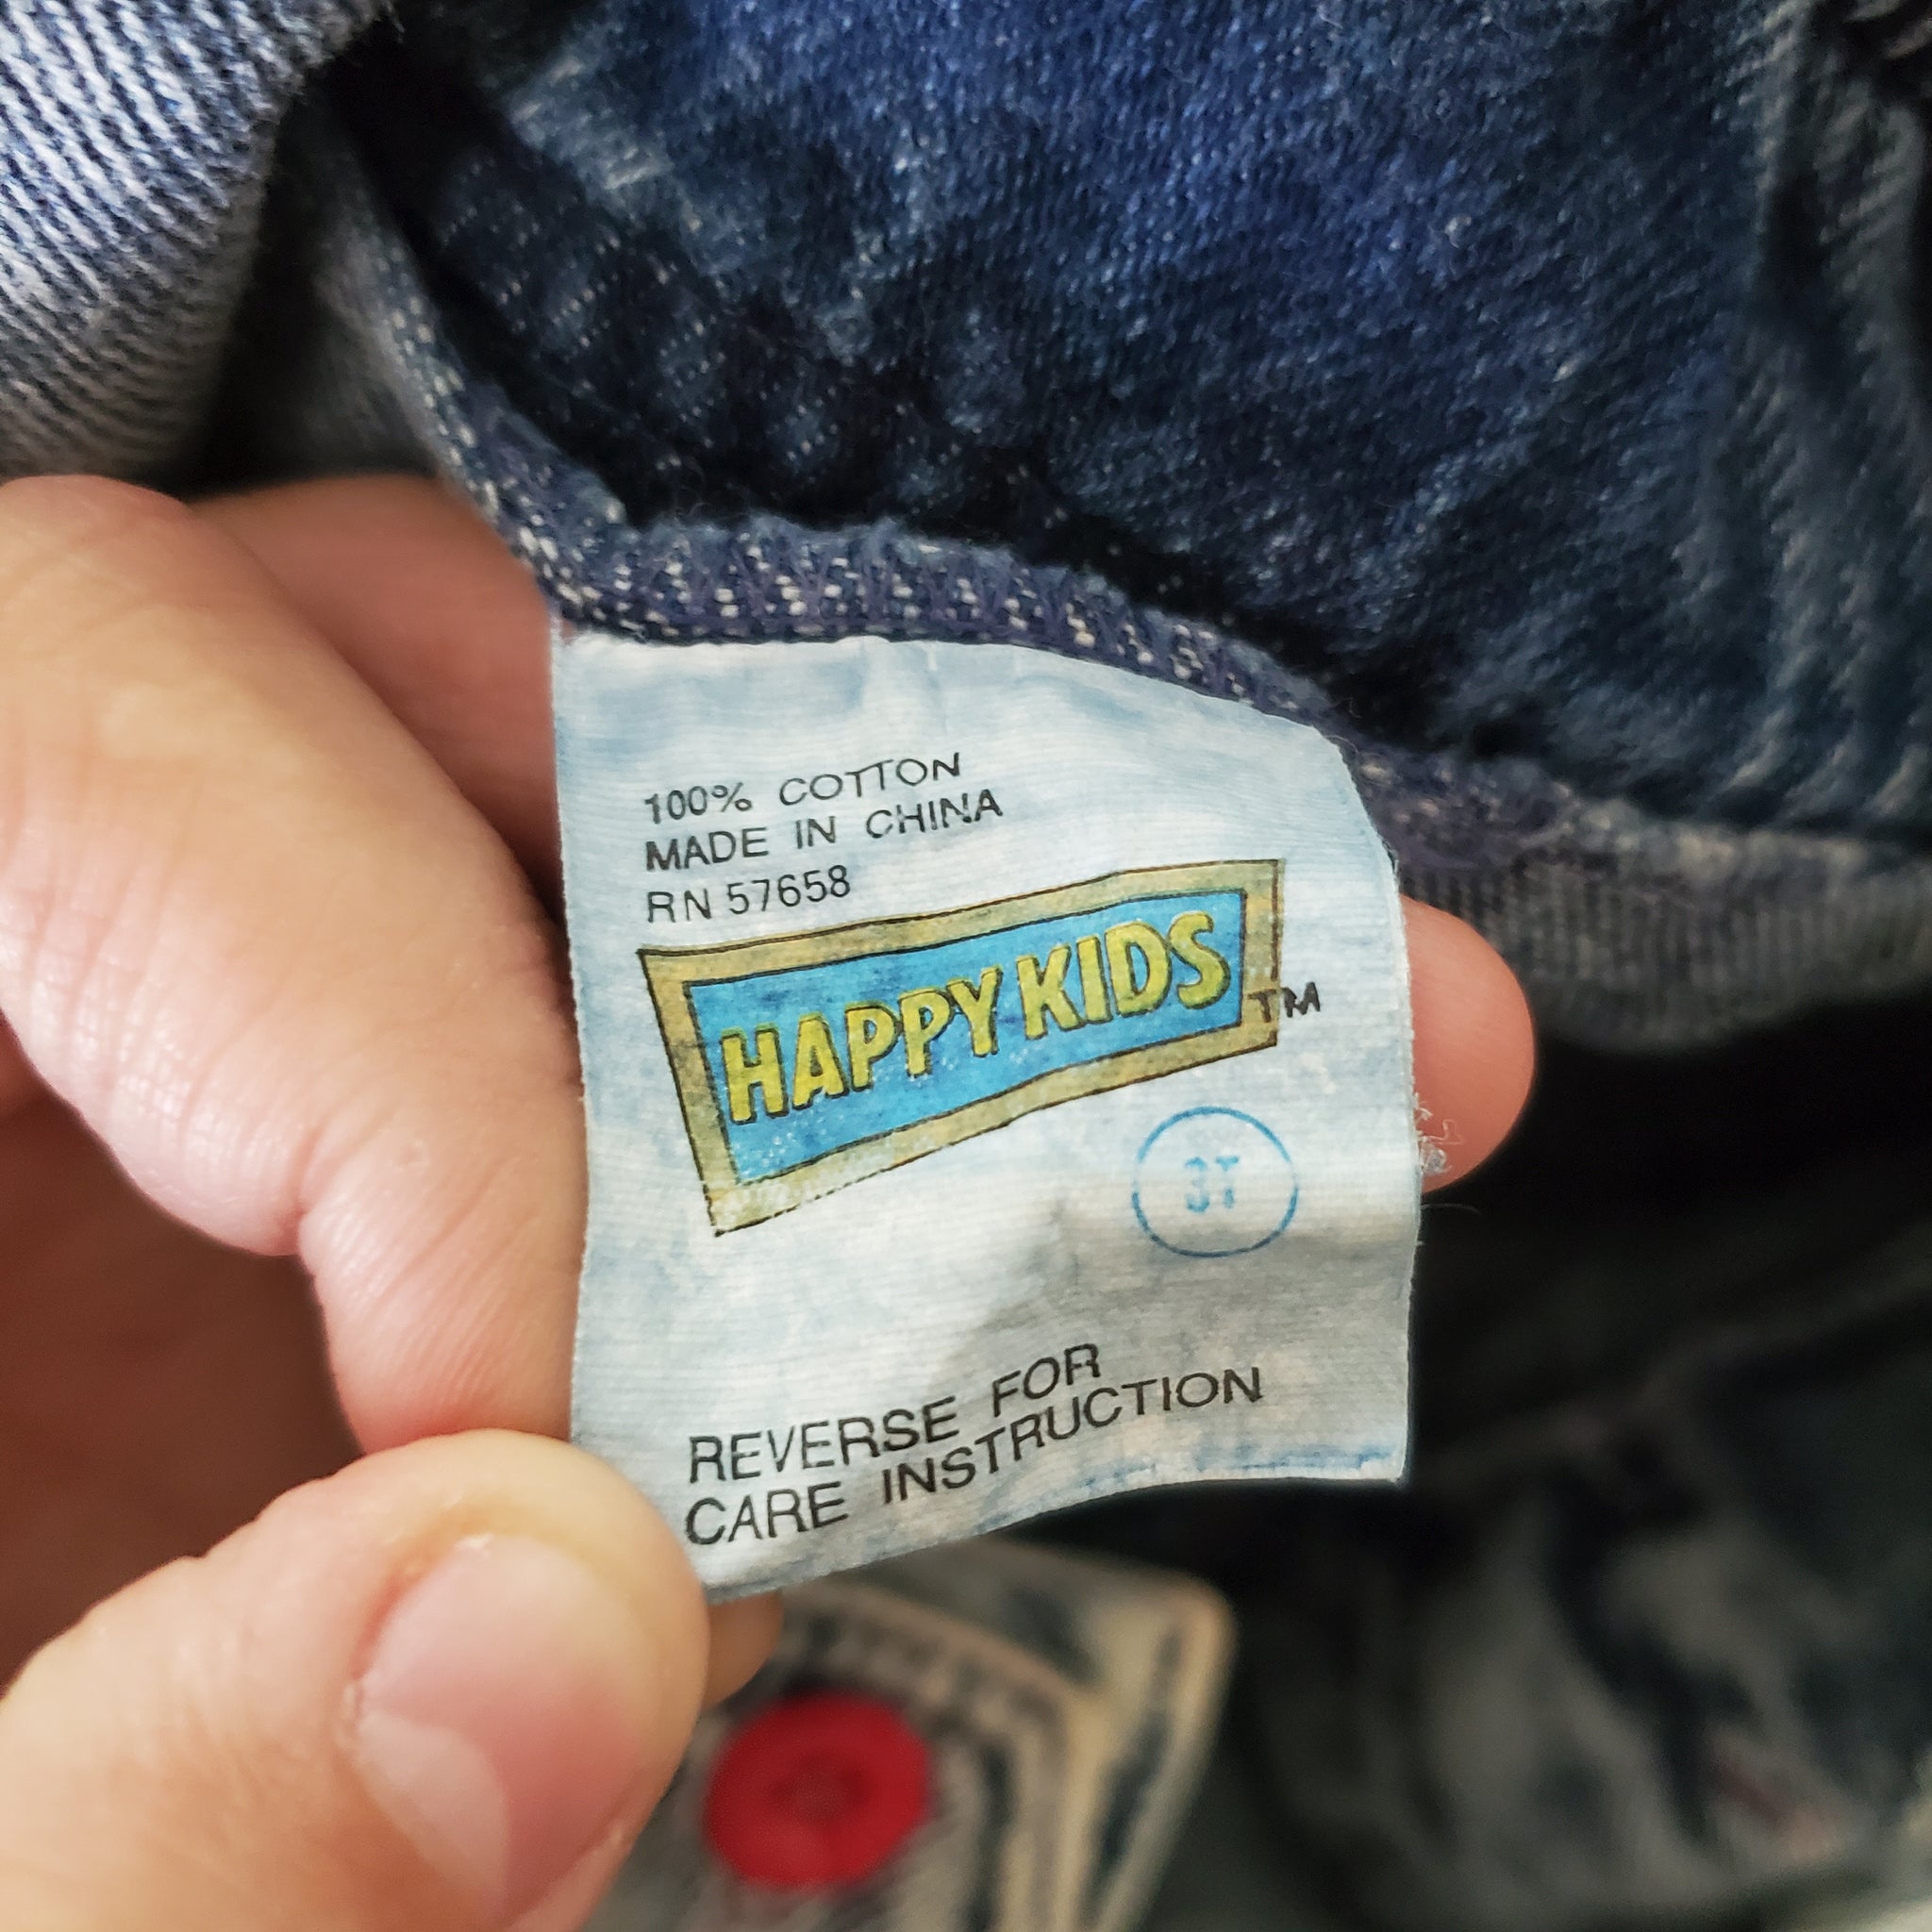 100% COTTON
MADE IN CHINA
RN 57658
HAPPY KIDS
TM
3T
REVERSE FOR
CARE INSTRUCTION